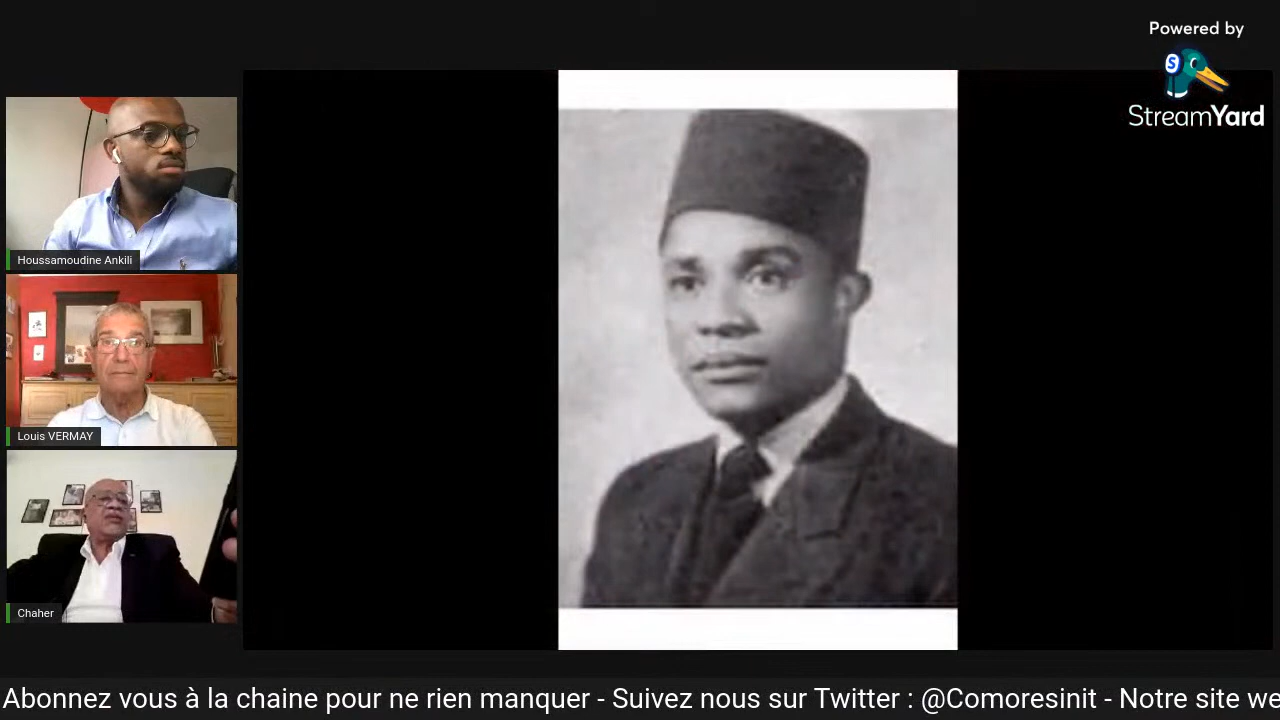 Powered by
StreamYard
Houssamoudine Ankili
Louis VERMAY
Chaher
Abonnez vous à la chaine pour ne rien manquer - Suivez nous sur Twitter : @Comoresinit - Notre site we